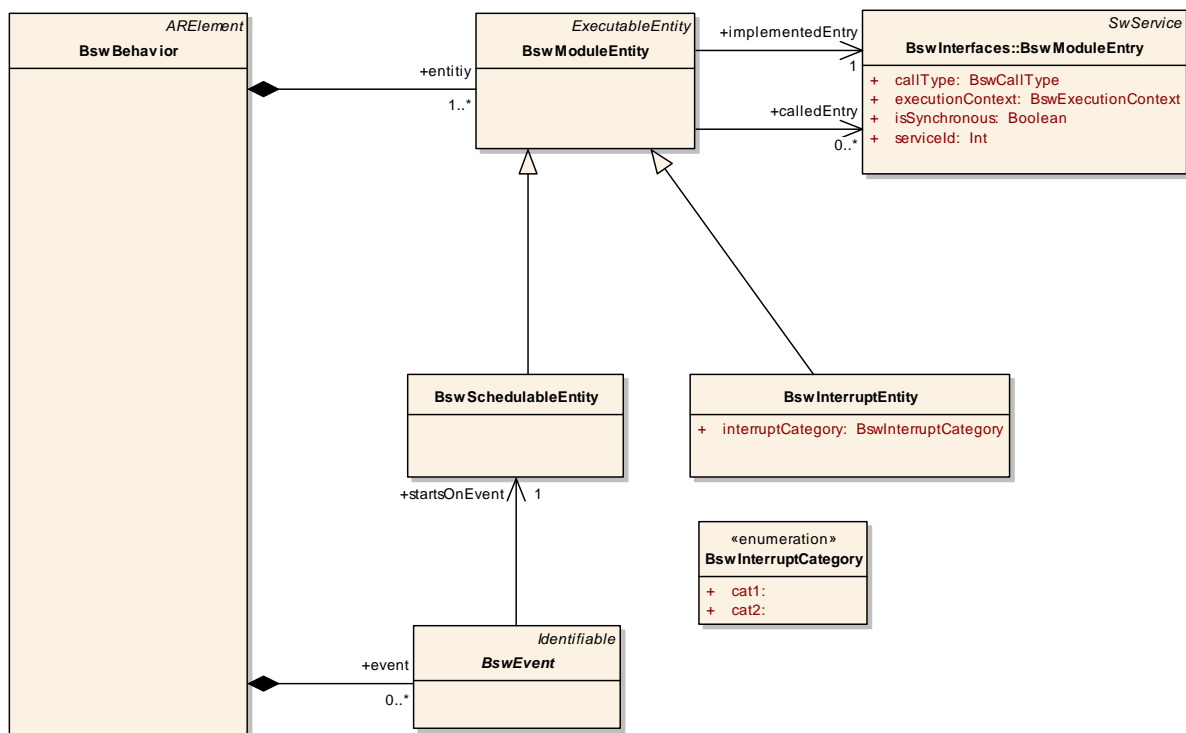 ARElement
BswBehavior
+entitiy
1..*
ExecutableEntity
BswModuleEntity
+implementedEntry
1
+calledEntry
0..*
SwService
BswInterfaces::BswModuleEntry
+ callType: BswCallType
+ executionContext: BswExecutionContext
+ isSynchronous: Boolean
+ serviceId: Int
BswSchedulableEntity
BswInterruptEntity
+ interruptCategory: BswInterruptCategory
+startsOnEvent
1
«enumeration»
BswInterruptCategory
+ cat1:
+ cat2:
+event
0..*
Identifiable
BswEvent